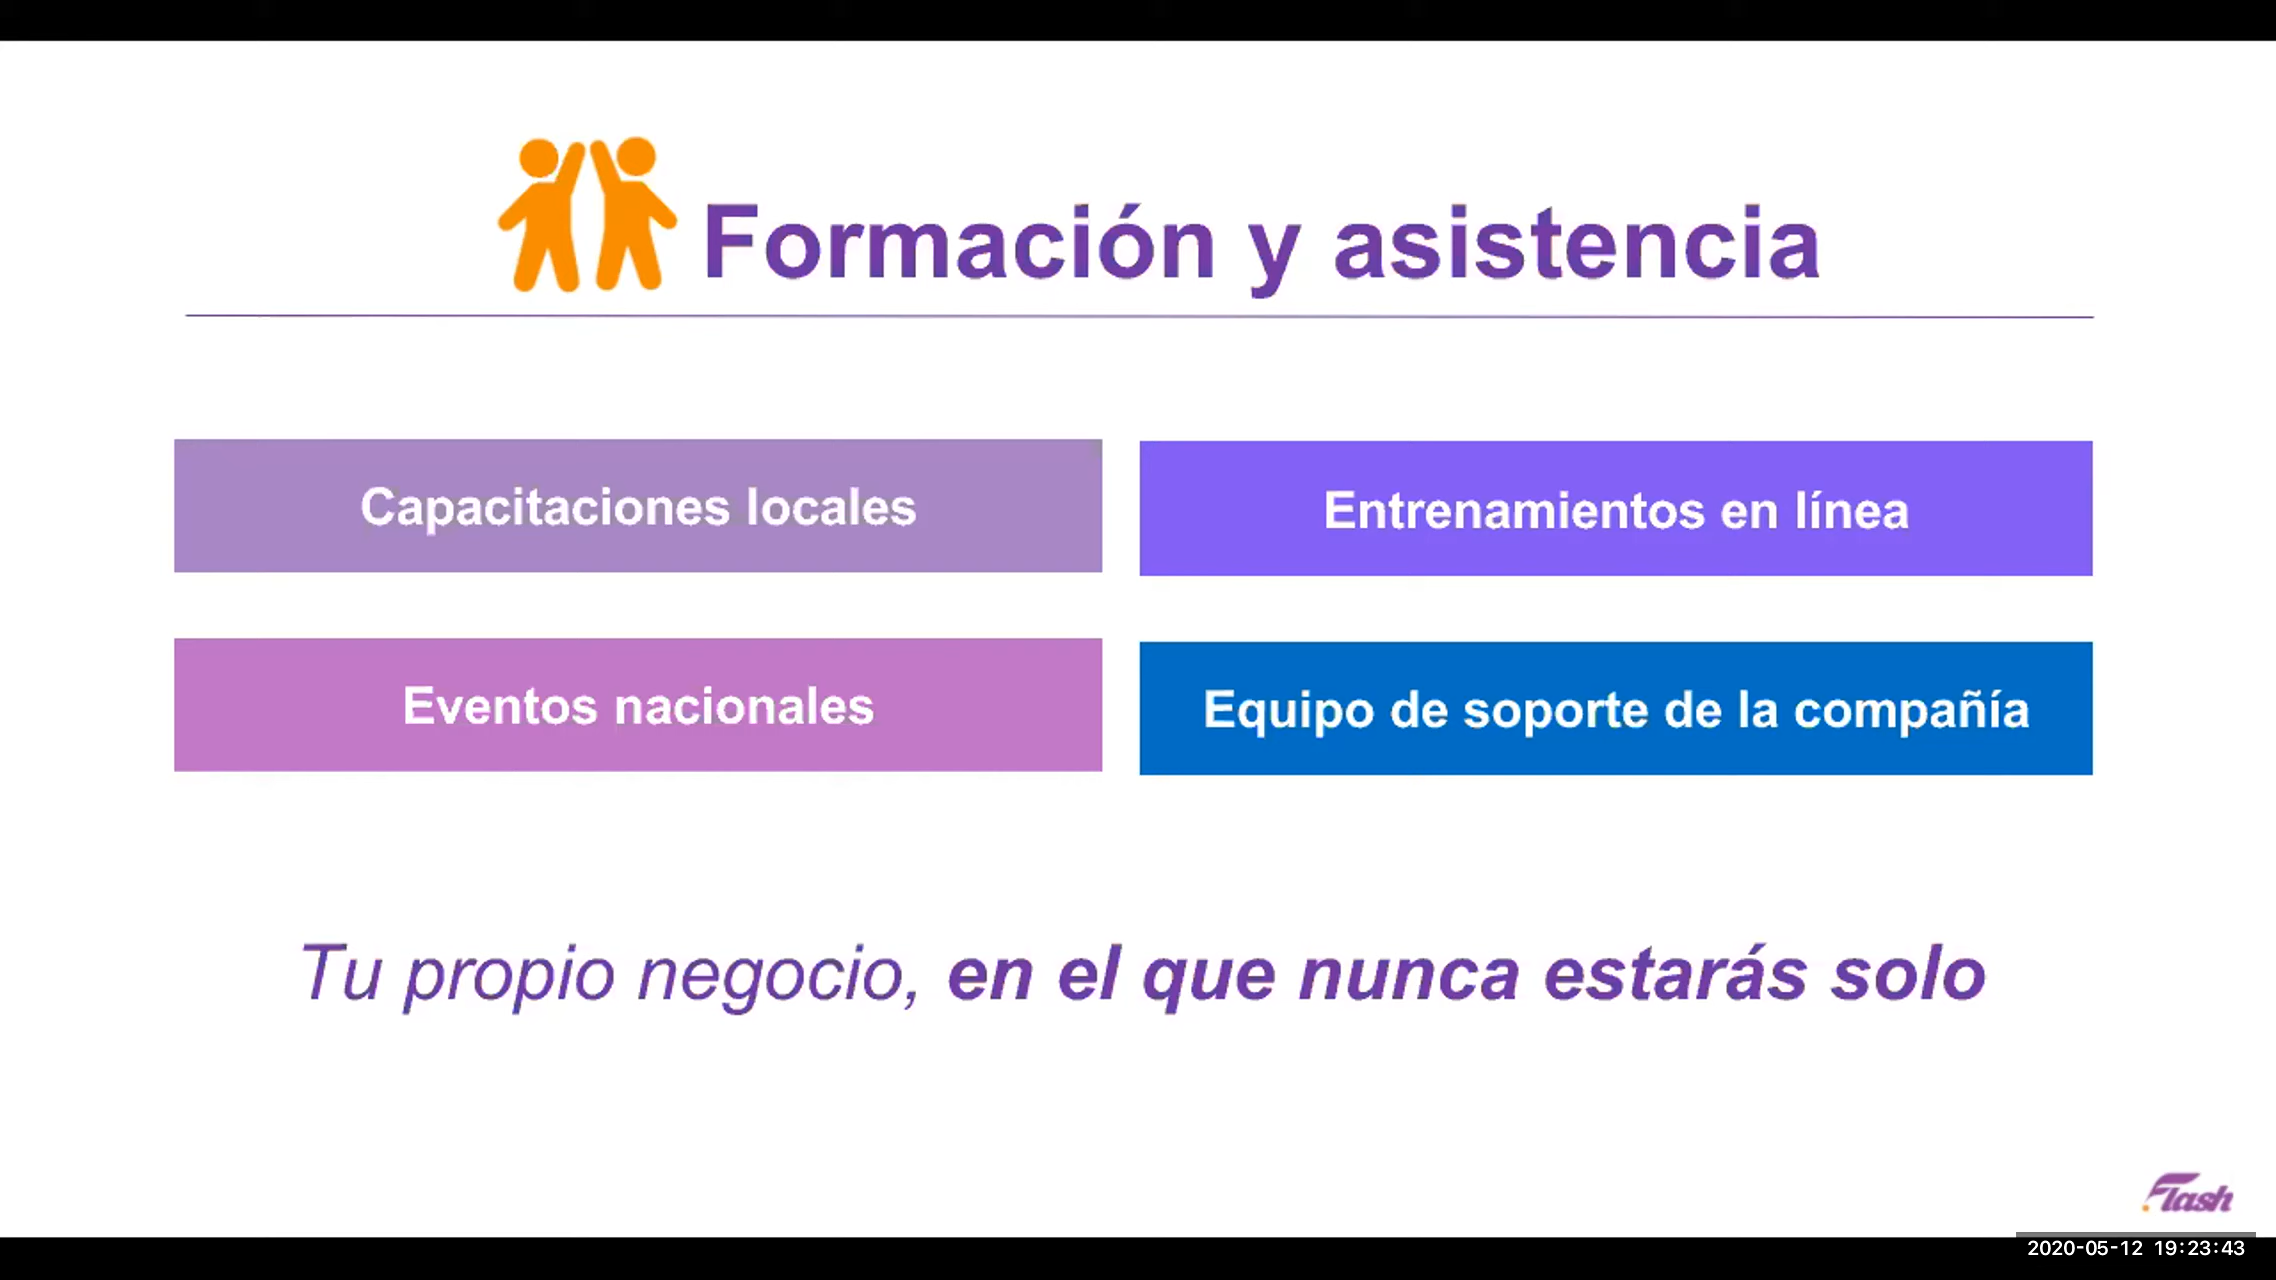 Formación y asistencia
Capacitaciones locales
Entrenamientos en línea
Eventos nacionales
Equipo de soporte de la compañía
Tu propio negocio, en el que nunca estarás solo
Flash
2020-05-12 19:23:43